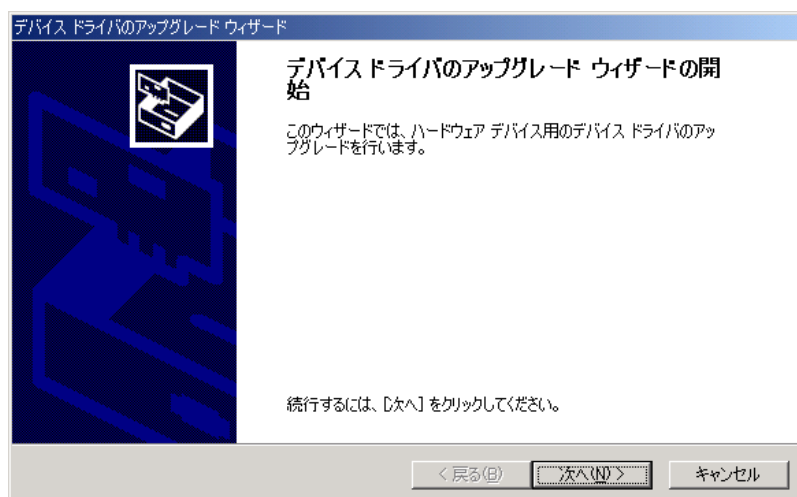 デバイス ドライバのアップグレード ウィザード
デバイス ドライバのアップグレード ウィザードの開
始
このウィザードでは、ハードウェア デバイス用のデバイス ドライバのアッ
プグレードを行います。
続行するには、[次へ] をクリックしてください。
< 戻る(B)
次へ(N) >
キャンセル